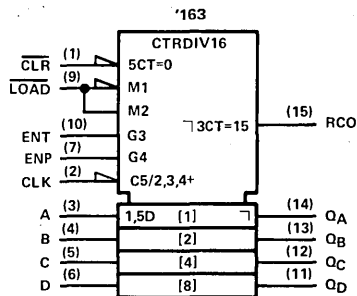 '163
CTRDIV16
CLR (1) 5CT=0
LOAD (9) M1
M2
ENT (10) G3 ¬3CT=15 (15) RCO
ENP (7) G4
CLK (2) C5/2,3,4+
A (3) 1,5D [1] ¬ (14) QA
B (4) [2] (13) QB
C (5) [4] (12) QC
D (6) [8] (11) QD